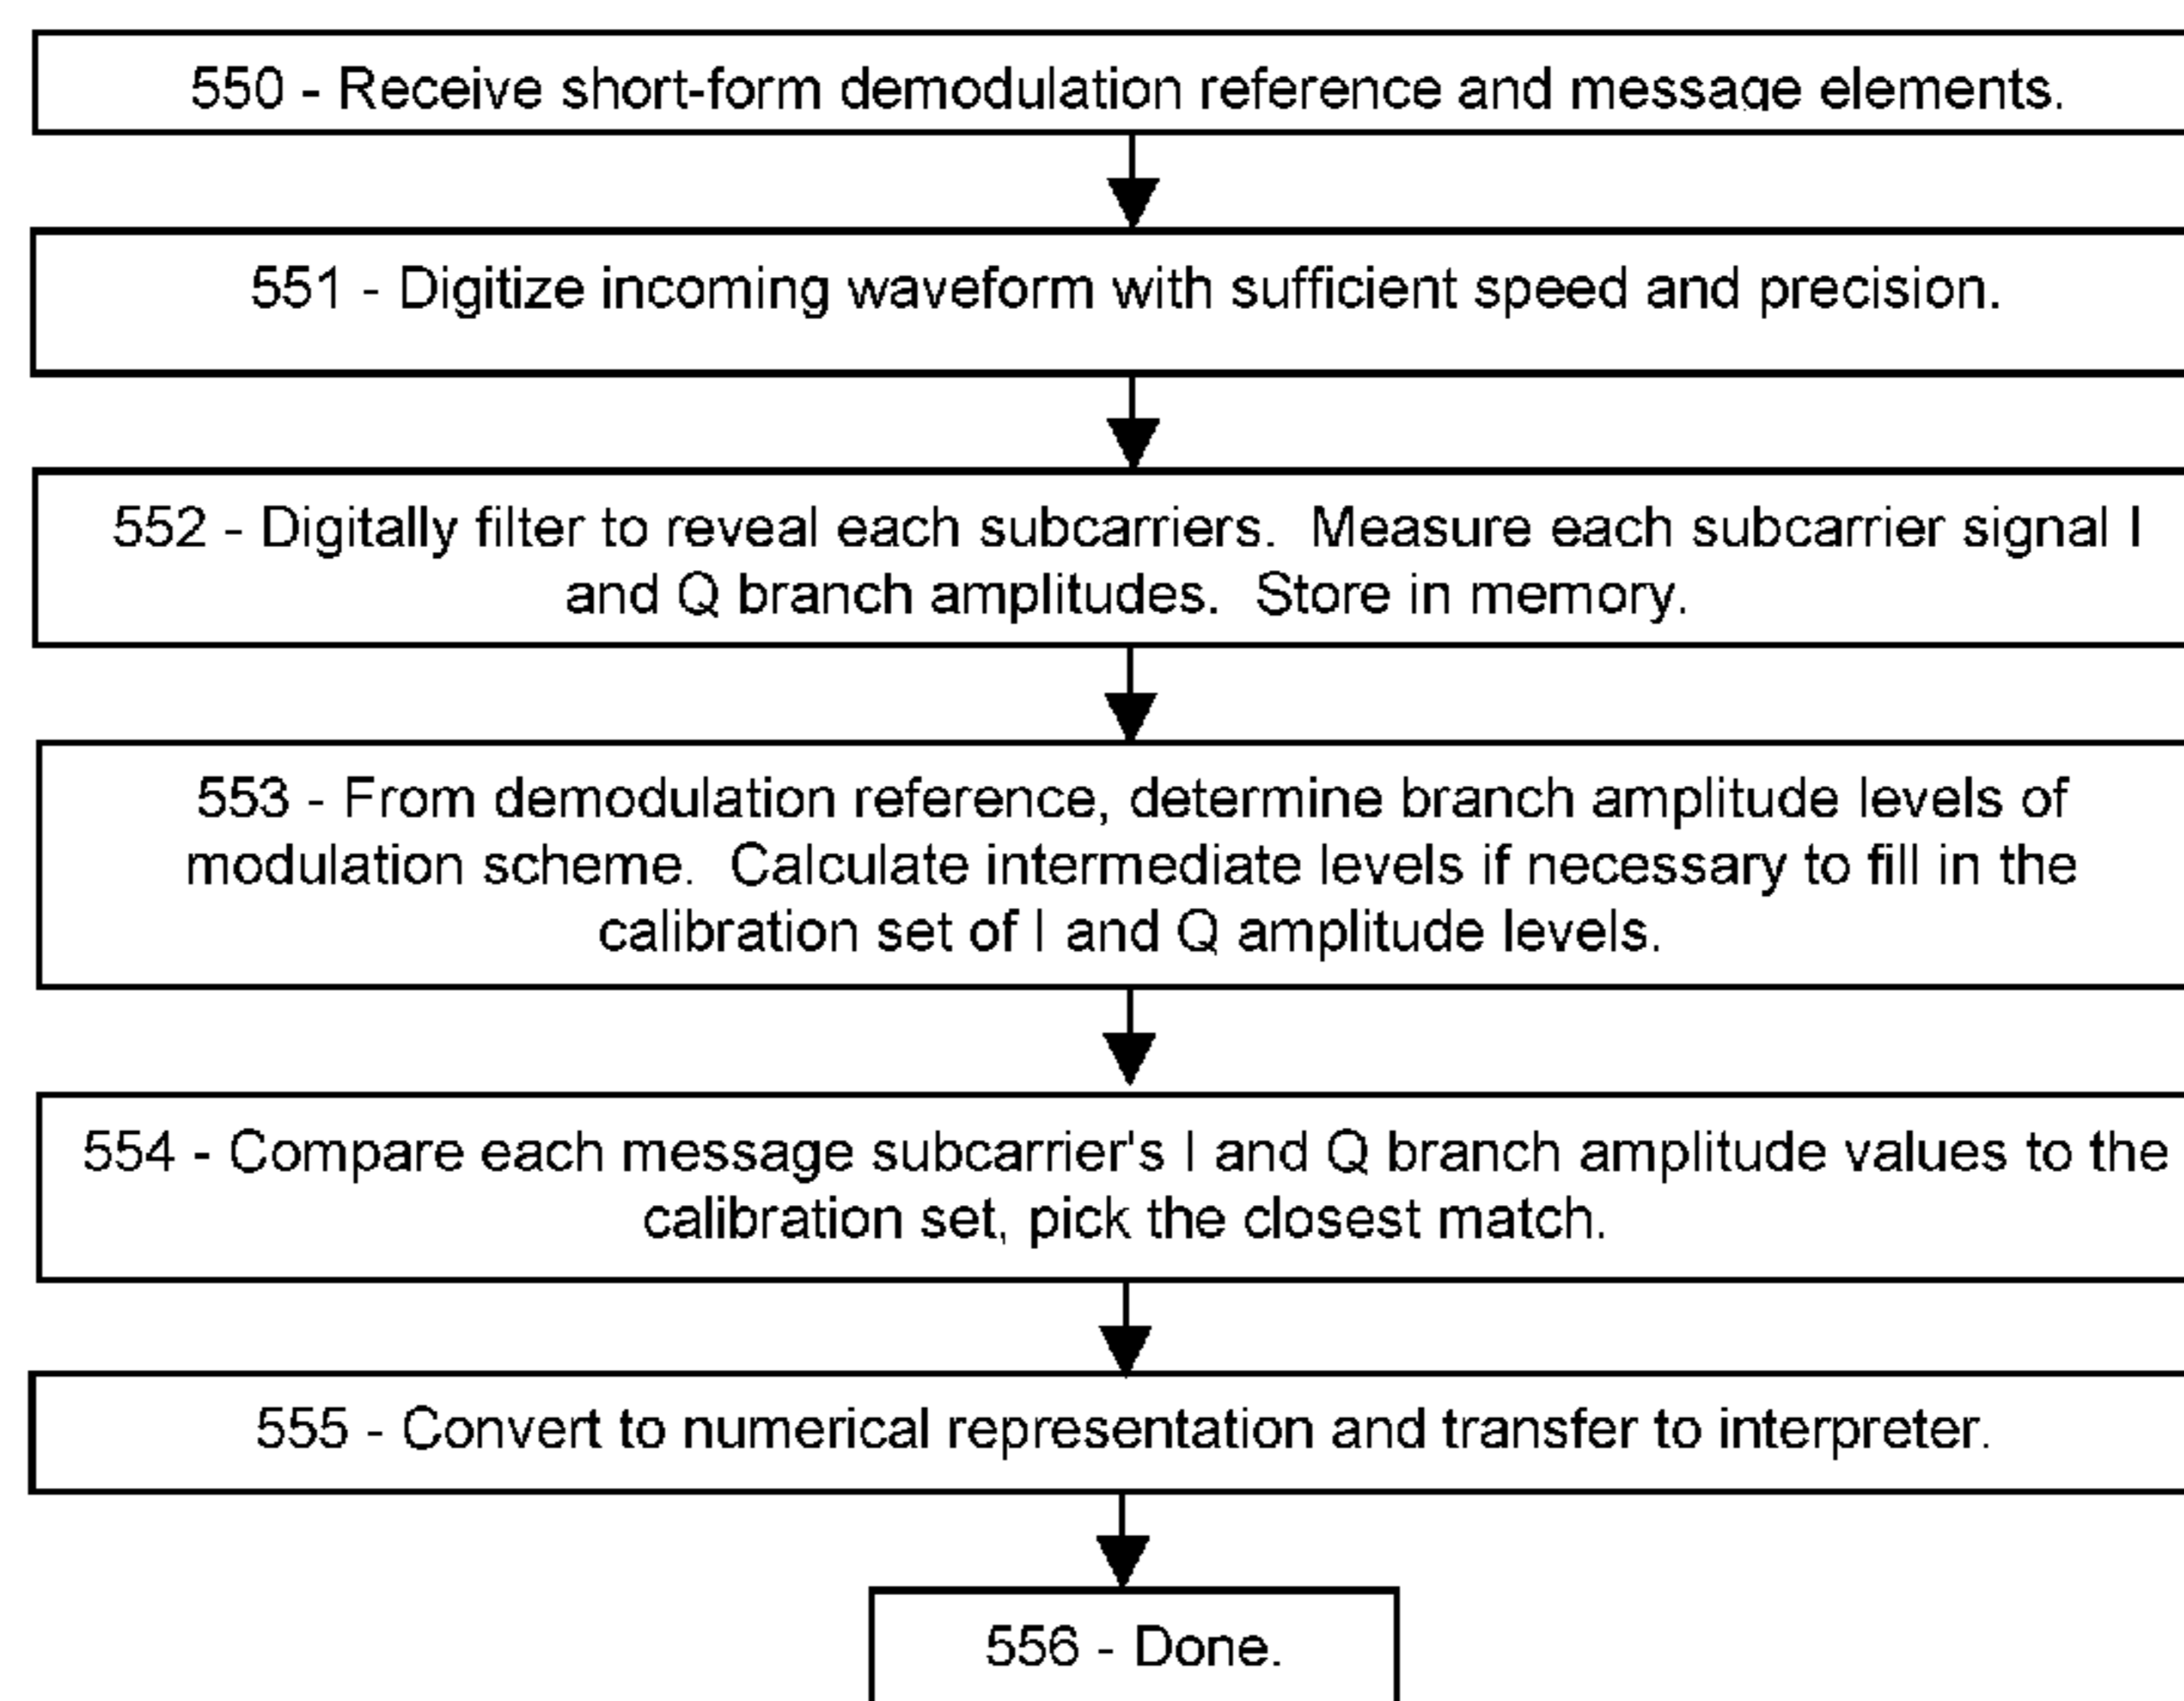 550 - Receive short-form demodulation reference and message elements.
551 - Digitize incoming waveform with sufficient speed and precision.
552 - Digitally filter to reveal each subcarriers.  Measure each subcarrier signal I
and Q branch amplitudes.  Store in memory.
553 - From demodulation reference, determine branch amplitude levels of
modulation scheme.  Calculate intermediate levels if necessary to fill in the
calibration set of I and Q amplitude levels.
554 - Compare each message subcarrier's I and Q branch amplitude values to the
calibration set, pick the closest match.
555 - Convert to numerical representation and transfer to interpreter.
556 - Done.